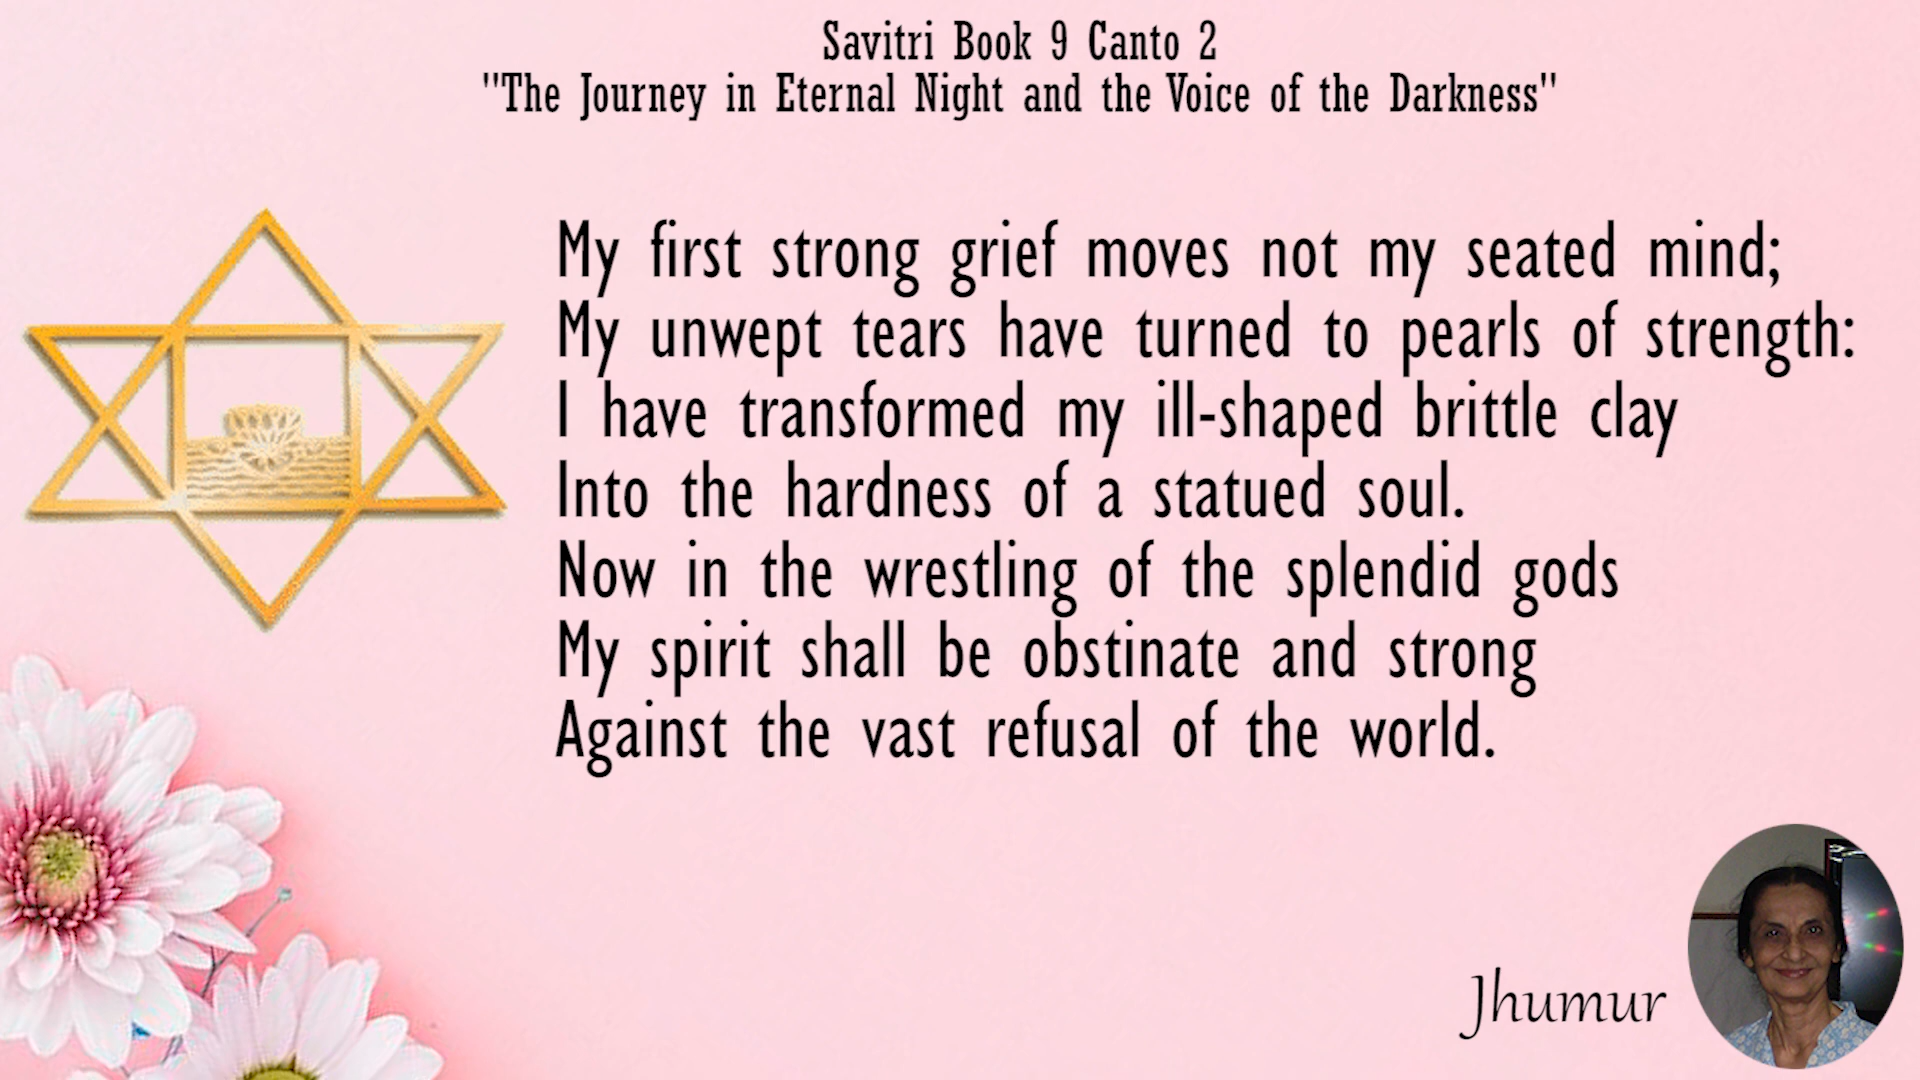 Savitri Book 9 Canto 2
"The Journey in Eternal Night and the Voice of the Darkness"
My first strong grief moves not my seated mind;
My unwept tears have turned to pearls of strength:
I have transformed my ill-shaped brittle clay
Into the hardness of a statued soul.
Now in the wrestling of the splendid gods
My spirit shall be obstinate and strong
Against the vast refusal of the world.
Jhumur